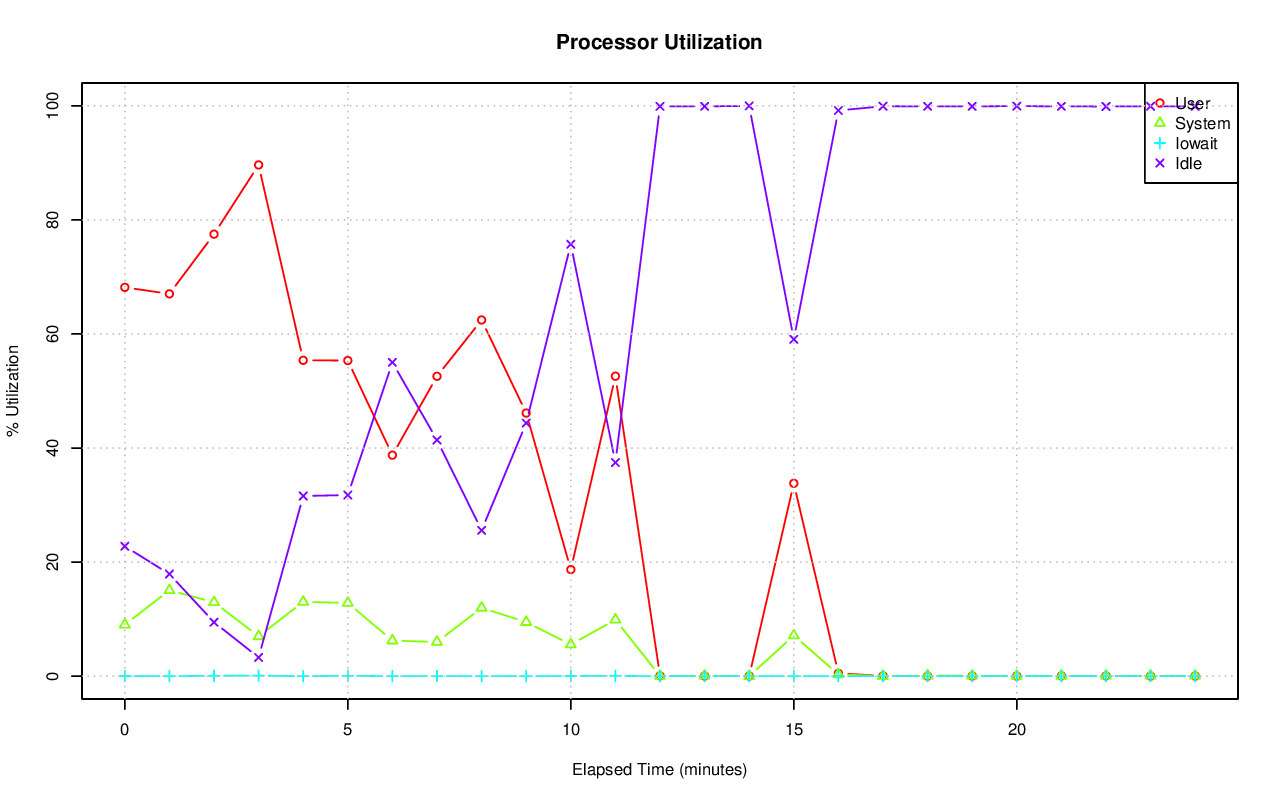 Processor Utilization
% Utilization
100
80
60
40
20
0
User
System
Iowait
Idle
0 5 10 15 20
Elapsed Time (minutes)